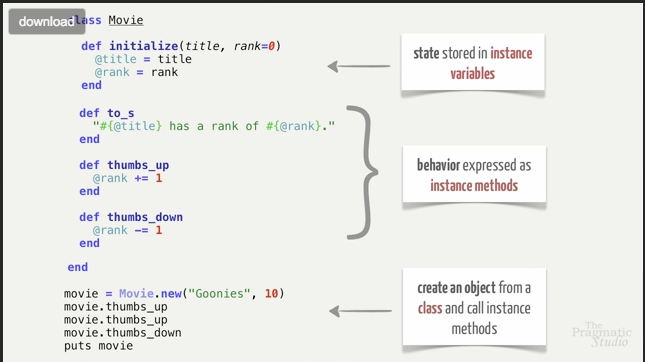 download
class Movie
def initialize(title, rank=0)
@title = title
@rank = rank
end
def to_s
"#{@title} has a rank of #{@rank}."
end
def thumbs_up
@rank += 1
end
def thumbs_down
@rank -= 1
end
end
movie = Movie.new("Goonies", 10)
movie.thumbs_up
movie.thumbs_up
movie.thumbs_down
puts movie
state stored in instance
variables
behavior expressed as
instance methods
create an object from a
class and call instance
methods
The
Pragmatic
Studio